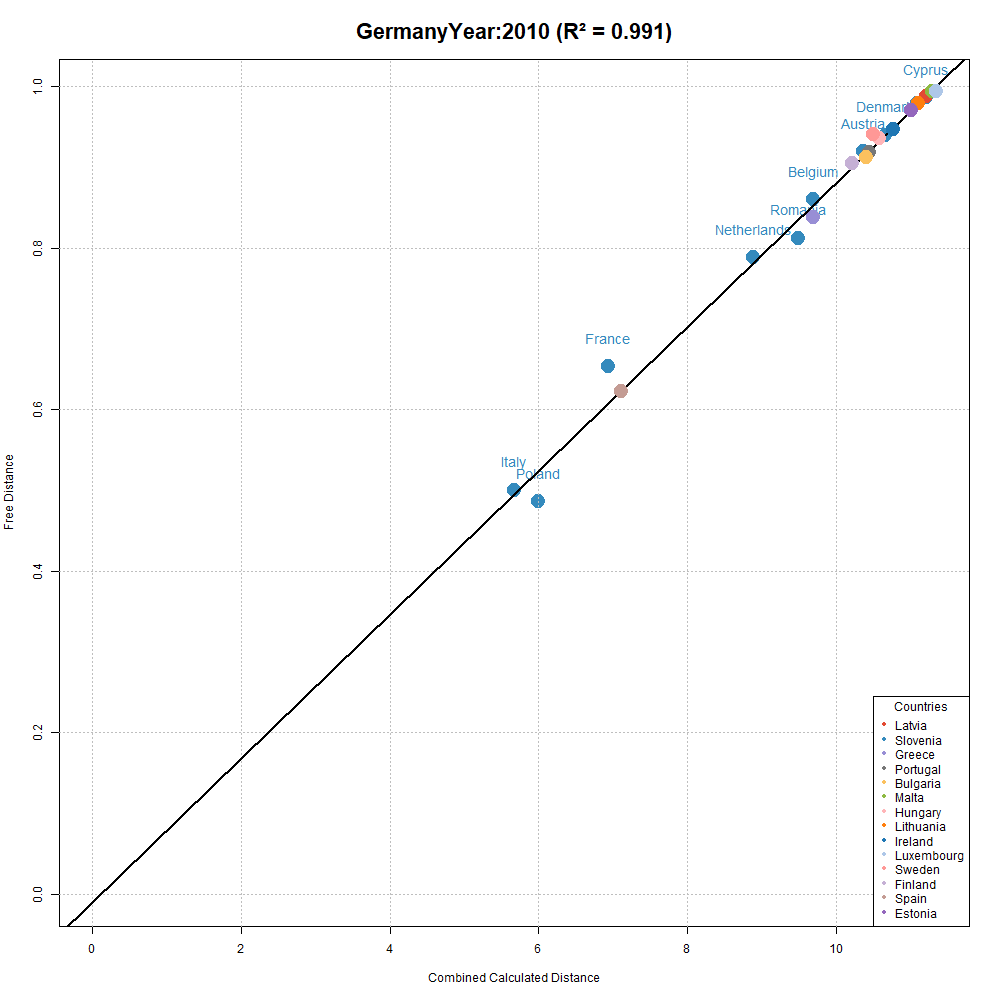 GermanyYear:2010 (R² = 0.991)
Cyprus
Denmark
Austria
Belgium
Romania
Netherlands
France
Italy
Poland
Free Distance
1.0
0.8
0.6
0.4
0.2
0.0
0
2
4
6
8
10
Combined Calculated Distance
Countries
Latvia
Slovenia
Greece
Portugal
Bulgaria
Malta
Hungary
Lithuania
Ireland
Luxembourg
Sweden
Finland
Spain
Estonia